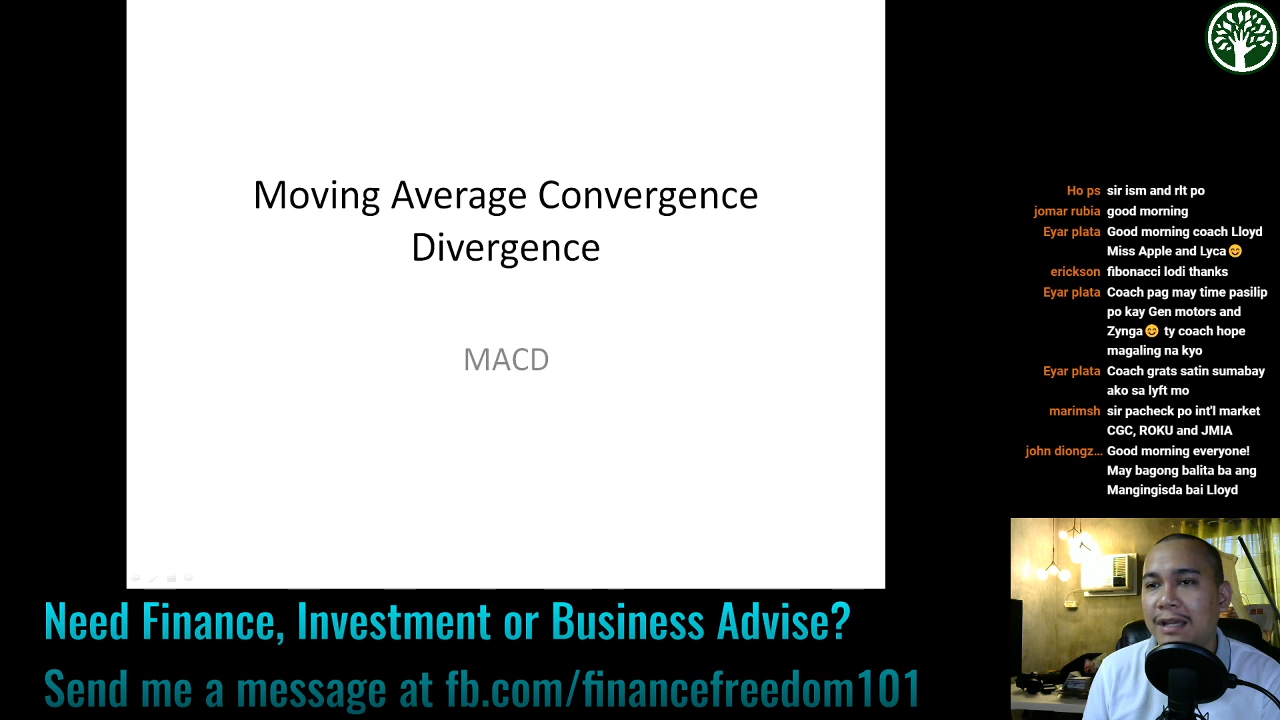 Moving Average Convergence
Divergence
MACD
Ho ps sir ism and rlt po
jomar rubia good morning
Eyar plata Good morning coach Lloyd
Miss Apple and Lyca😊
erickson fibonacci lodi thanks
Eyar plata Coach pag may time pasilip
po kay Gen motors and
Zynga😊 ty coach hope
magaling na kyo
Eyar plata Coach grats satin sumabay
ako sa lyft mo
marimsh sir pacheck po int'l market
CGC, ROKU and JMIA
john diongz... Good morning everyone!
May bagong balita ba ang
Mangingisda bai Lloyd
Need Finance, Investment or Business Advise?
Send me a message at fb.com/financefreedom101